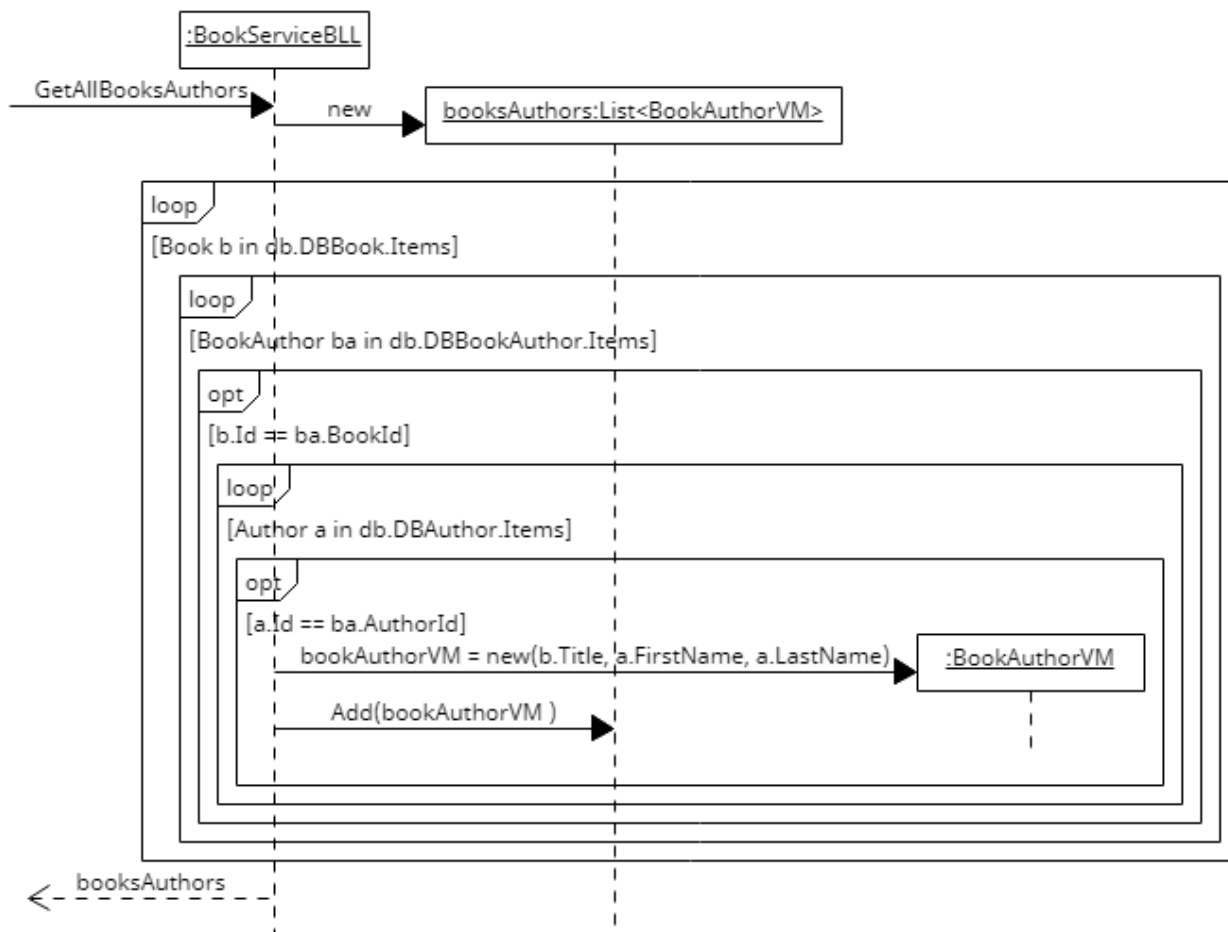 :BookServiceBLL
GetAllBooksAuthors
new
booksAuthors:List<BookAuthorVM>
loop
[Book b in db.DBBook.Items]
loop
[BookAuthor ba in db.DBBookAuthor.Items]
opt
[b.Id == ba.BookId]
loop
[Author a in db.DBAuthor.Items]
opt
[a.Id == ba.AuthorId]
bookAuthorVM = new(b.Title, a.FirstName, a.LastName)
:BookAuthorVM
Add(bookAuthorVM )
booksAuthors